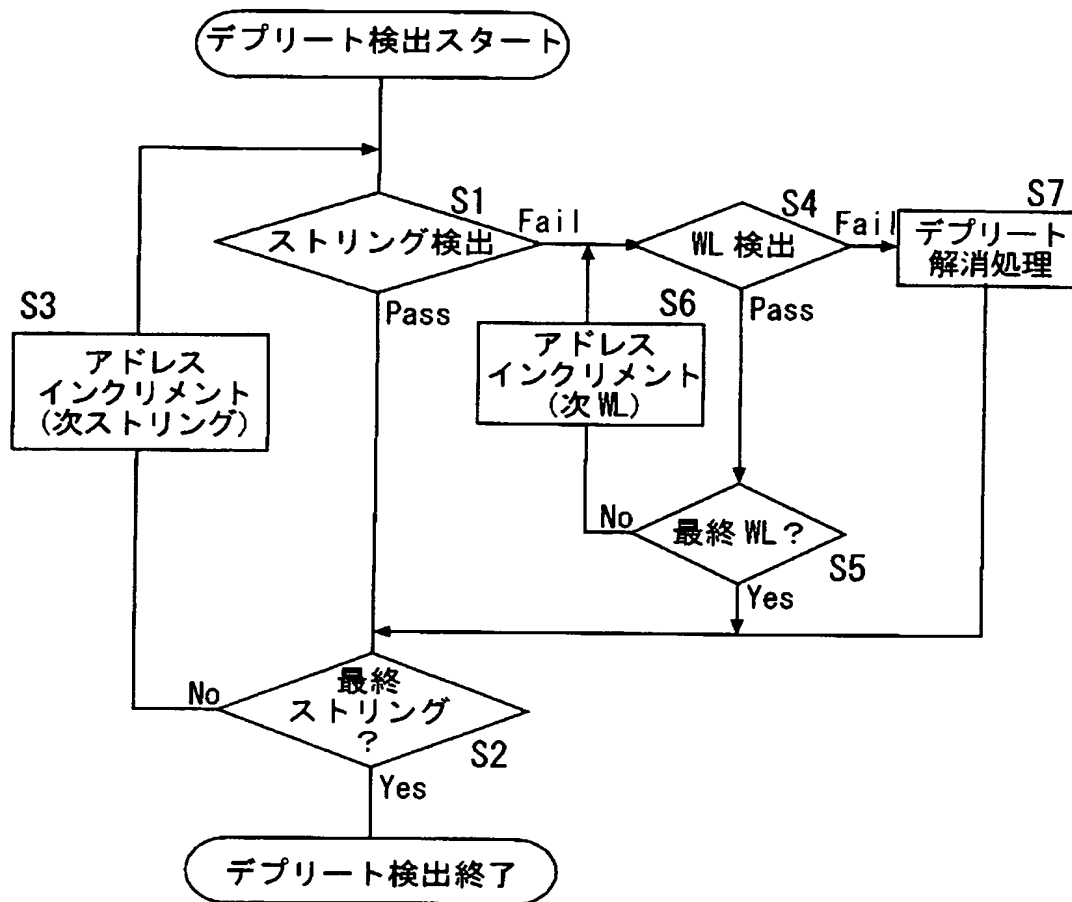 デプリート検出スタート
S1
ストリング検出
Fail
Pass
S4
WL 検出
Fail
Pass
S7
デプリート
解消処理
S3
アドレス
インクリメント
(次ストリング)
S6
アドレス
インクリメント
(次 WL)
No
最終 WL？
S5
Yes
No
最終
ストリング
？
S2
Yes
デプリート検出終了